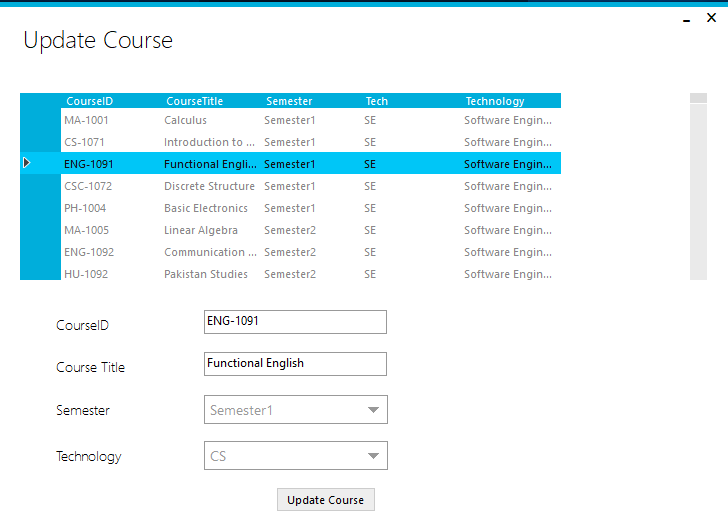 Update Course
CourseID CourseTitle Semester Tech Technology
MA-1001 Calculus Semester1 SE Software Engin...
CS-1071 Introduction to ... Semester1 SE Software Engin...
ENG-1091 Functional Engli... Semester1 SE Software Engin...
CSC-1072 Discrete Structure Semester1 SE Software Engin...
PH-1004 Basic Electronics Semester1 SE Software Engin...
MA-1005 Linear Algebra Semester2 SE Software Engin...
ENG-1092 Communication ... Semester2 SE Software Engin...
HU-1092 Pakistan Studies Semester2 SE Software Engin...
CourseID ENG-1091
Course Title Functional English
Semester Semester1
Technology CS
Update Course